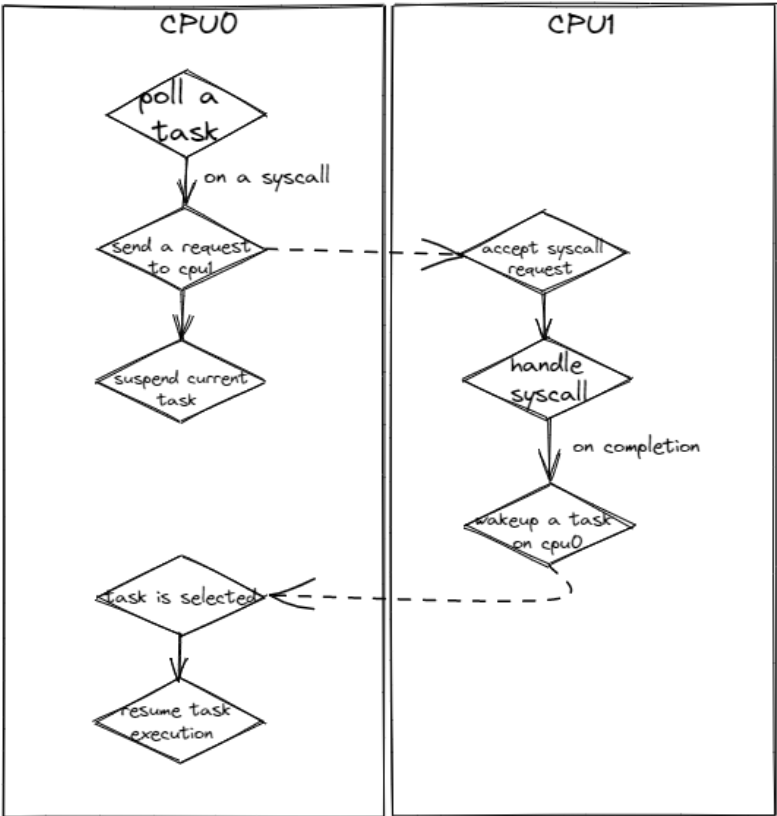 CPU0
poll a
task
on a syscall
send a request
to cpu1
suspend current
task
task is selected
resume task
execution
CPU1
accept syscall
request
handle
syscall
on completion
wakeup a task
on cpu0